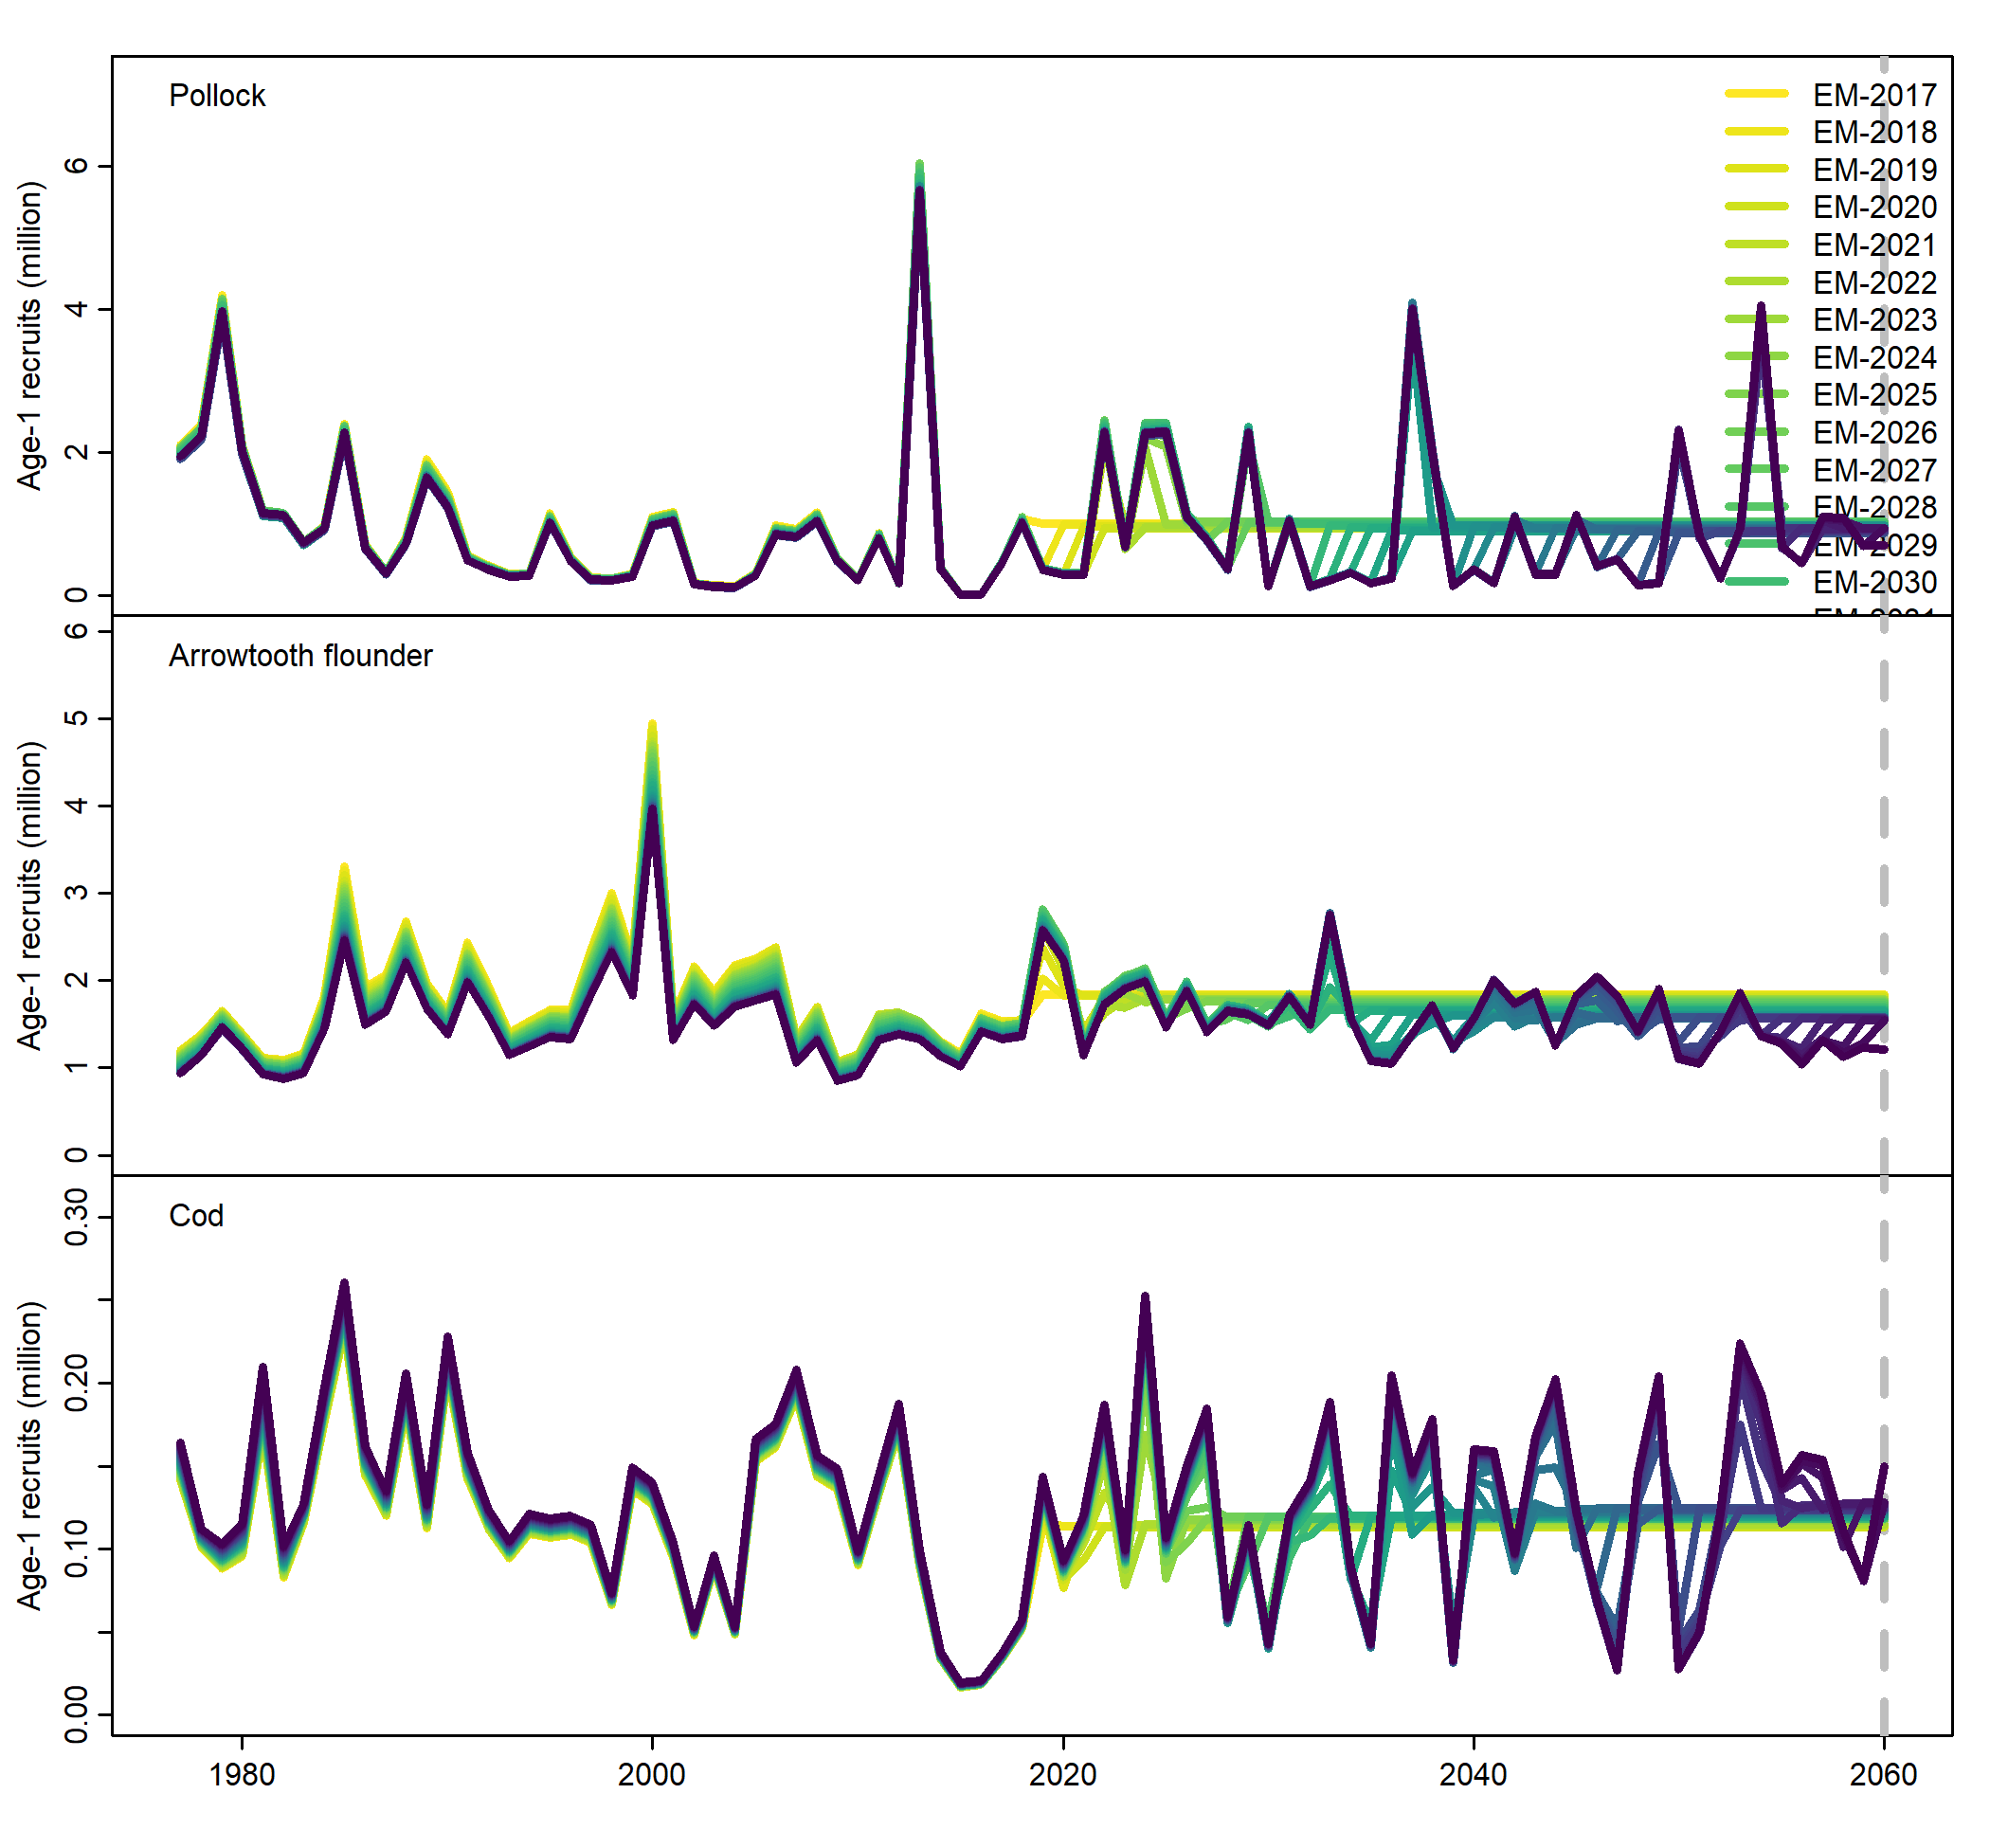 Pollock
Age-1 recruits (million)
6
4
2
0
EM-2017
EM-2018
EM-2019
EM-2020
EM-2021
EM-2022
EM-2023
EM-2024
EM-2025
EM-2026
EM-2027
EM-2028
EM-2029
EM-2030
Arrowtooth flounder
Age-1 recruits (million)
6
5
4
3
2
1
0
Cod
Age-1 recruits (million)
0.30
0.20
0.10
0.00
1980 2000 2020 2040 2060